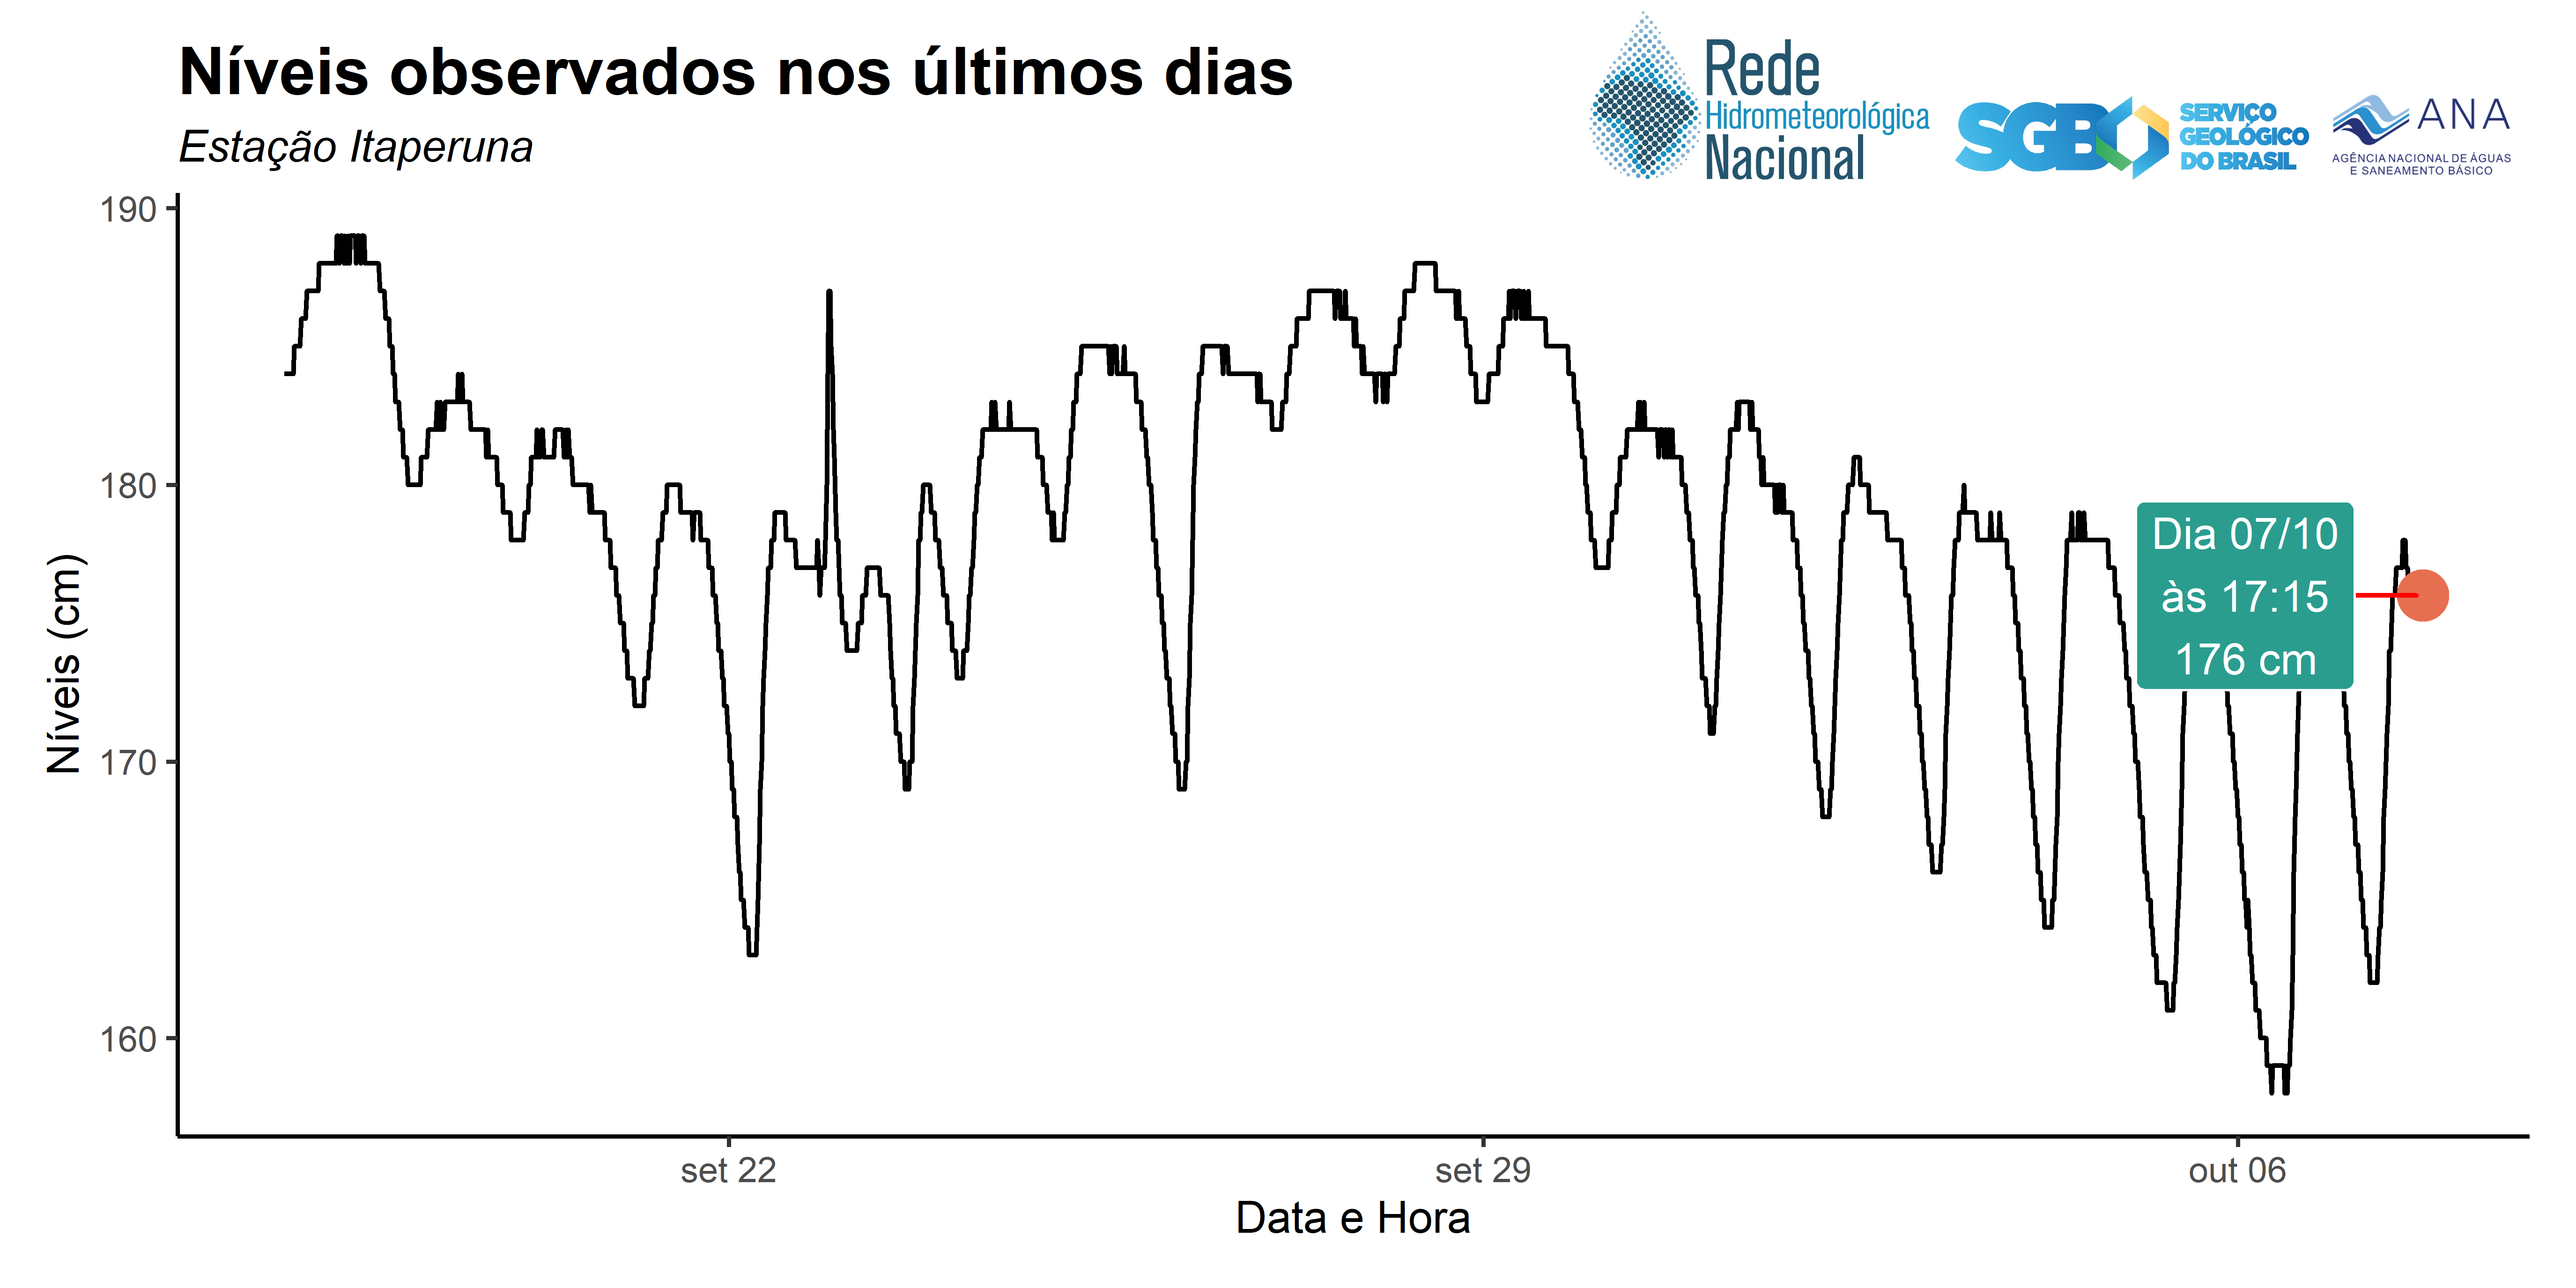 Níveis observados nos últimos dias
Estação Itaperuna
Rede
Hidrometeorológica
Nacional
SGB
SERVIÇO
GEOLÓGICO
DO BRASIL
ANA
AGÊNCIA NACIONAL DE ÁGUAS
E SANEAMENTO BÁSICO
190
180
170
160
Níveis (cm)
Dia 07/10
às 17:15
176 cm
set 22
set 29
out 06
Data e Hora